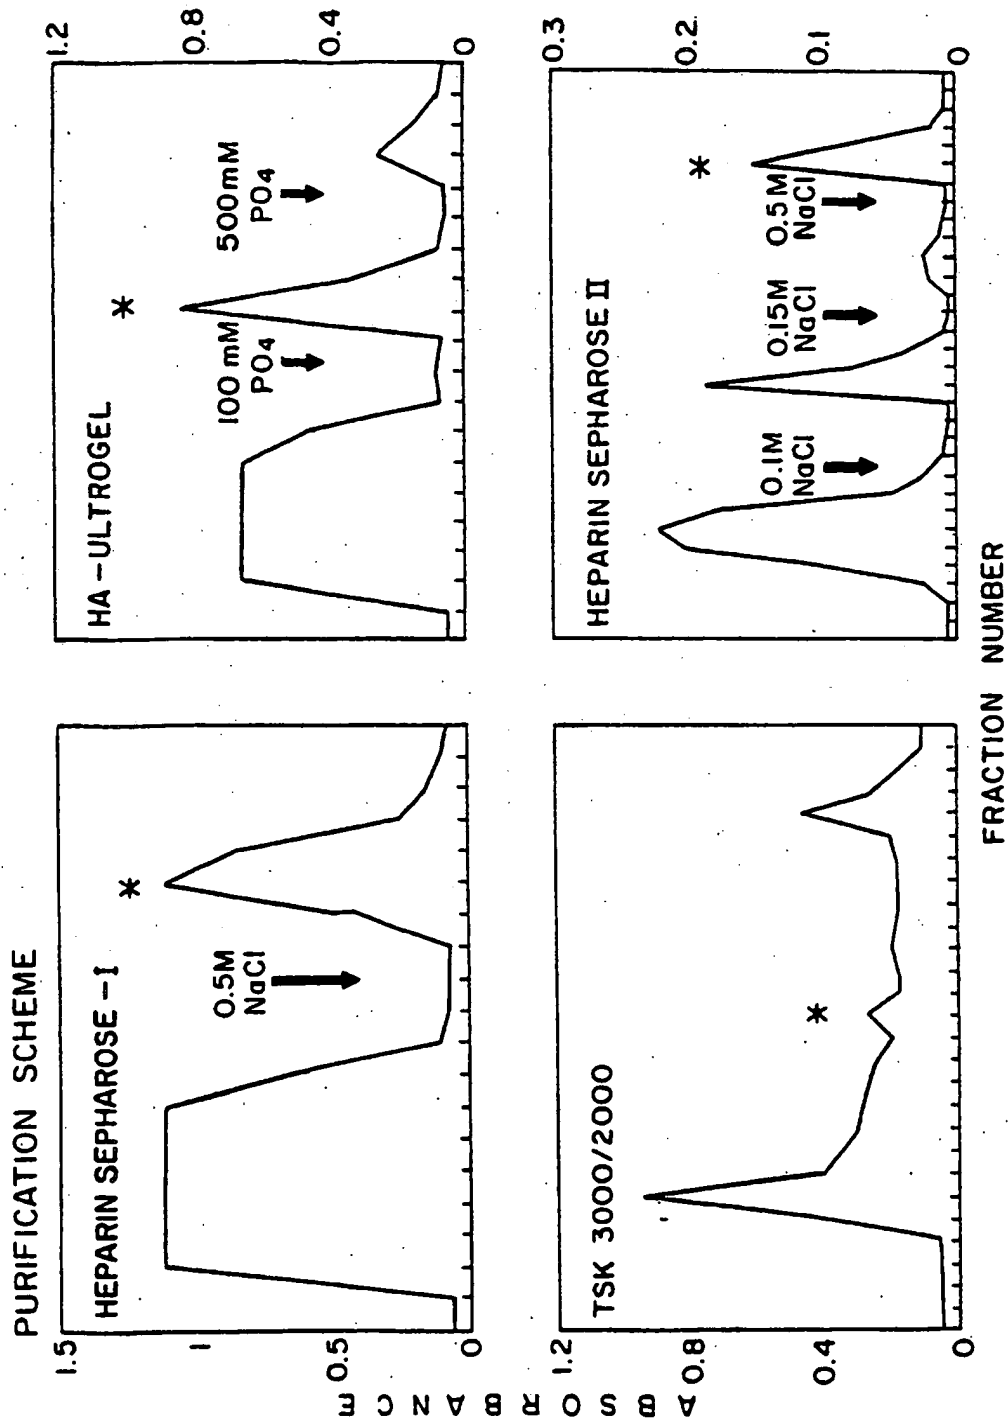 PURIFICATION SCHEME
HEPARIN SEPHAROSE - I
1.5
1
0.5
0
0.5M
NaCl
*
HA - ULTROGEL
1.2
0.8
0.4
0
100 mM
PO4
*
500 mM
PO4
TSK 3000/2000
1.2
0.8
0.4
0
*
HEPARIN SEPHAROSE II
0.3
0.2
0.1
0
0.1M
NaCl
0.15M
NaCl
0.5M
NaCl
*
ABSORBANCE
FRACTION NUMBER